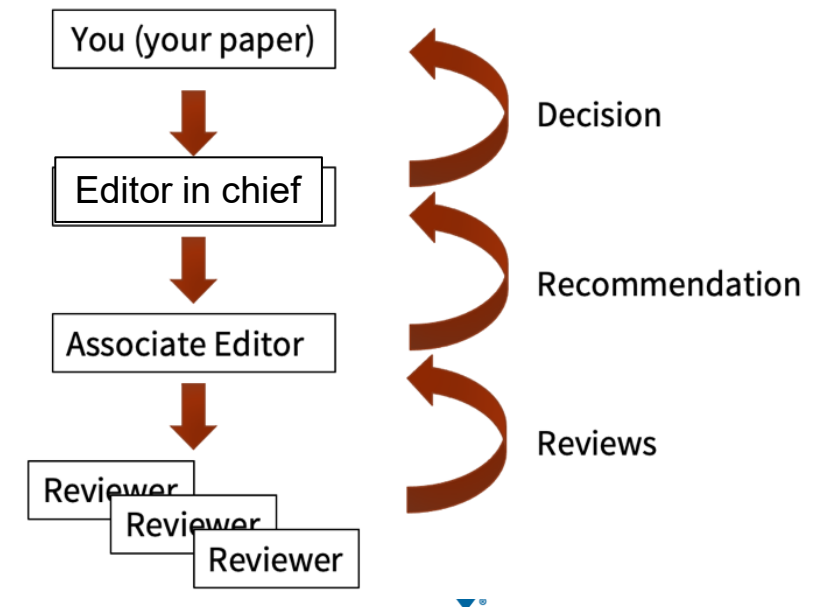 You (your paper)
Decision
Editor in chief
Recommendation
Associate Editor
Reviews
Reviewer
Reviewer
Reviewer
®